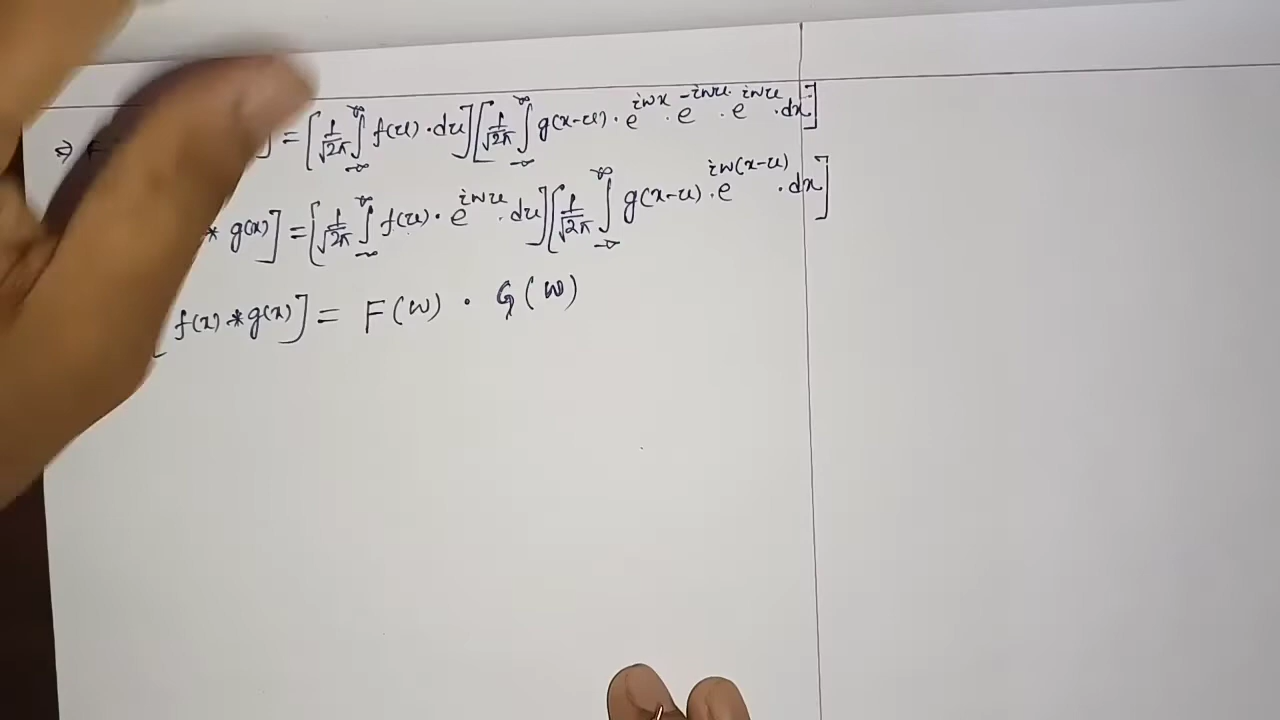 ⇒ ] = [1/√2π ∫_{-∞}^{∞} f(u)·du][1/√2π ∫_{-∞}^{∞} g(x-u)·e^{iwx}·e^{-iwu}·e^{iwu}·dx]
* g(x)] = [1/√2π ∫_{-∞}^{∞} f(u)·e^{iwu}·du][1/√2π ∫_{-∞}^{∞} g(x-u)·e^{iw(x-u)}·dx]
[f(x)*g(x)] = F(w) · G(w)